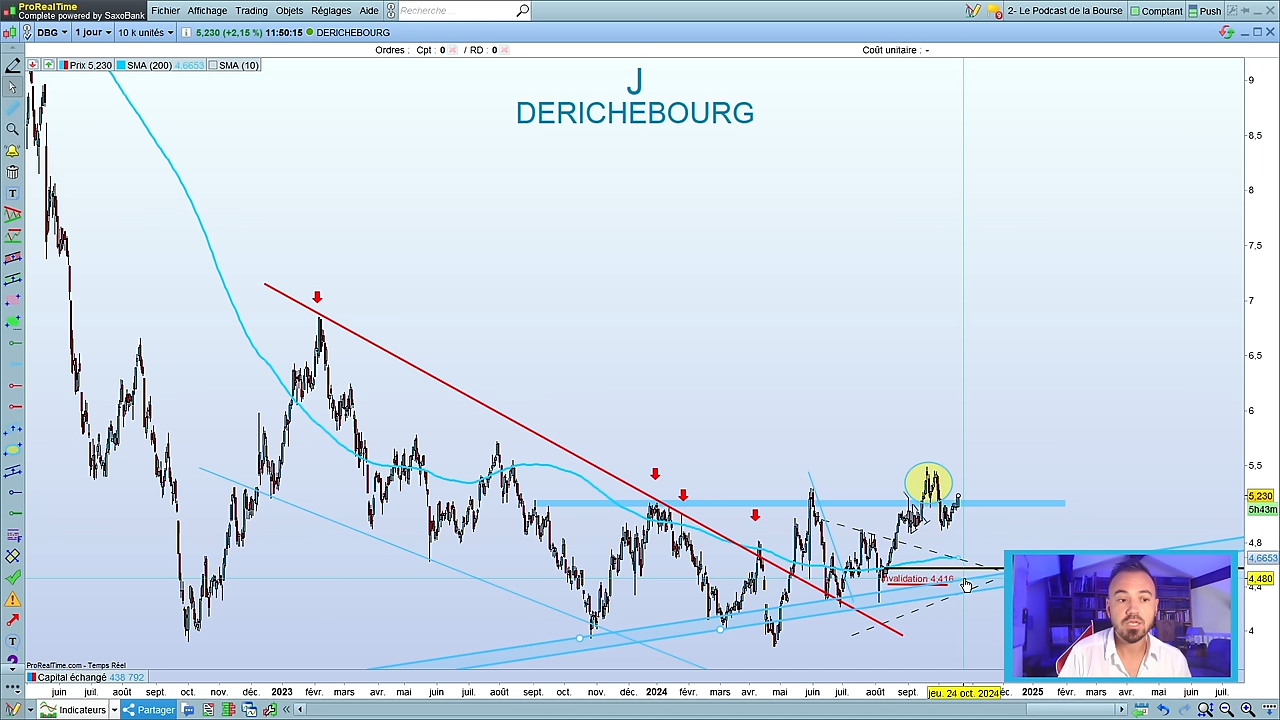 ProRealTime
Complete powered by SaxoBank
Fichier Affichage Trading Objets Réglages Aide Recherche... 2- Le Podcast de la Bourse Comptant Push
DBG 1 jour 10 k unités 5,230 (+2,15 %) 11:50:15 DERICHEBOURG
Ordres : Cpt : 0 / RD : 0 Coût unitaire : -
Prix 5,230 SMA (200) 4,6653 SMA (10)
J
DERICHEBOURG
9
8,5
8
7,5
7
6,5
6
5,5
5,230
5h43m
4,8
4,6653
4,480
4,4
4
Invalidation 4,416
ProRealTime.com - Temps Réel
Capital échangé 438 792
juin juil. août sept. oct. nov. déc. 2023 févr. mars avr. mai juin juil. août sept. oct. nov. déc. 2024 févr. mars avr. mai juin juil. août sept. jeu. 24 oct. 2024 déc. 2025 févr. mars avr. mai juin juil.
Indicateurs Partager